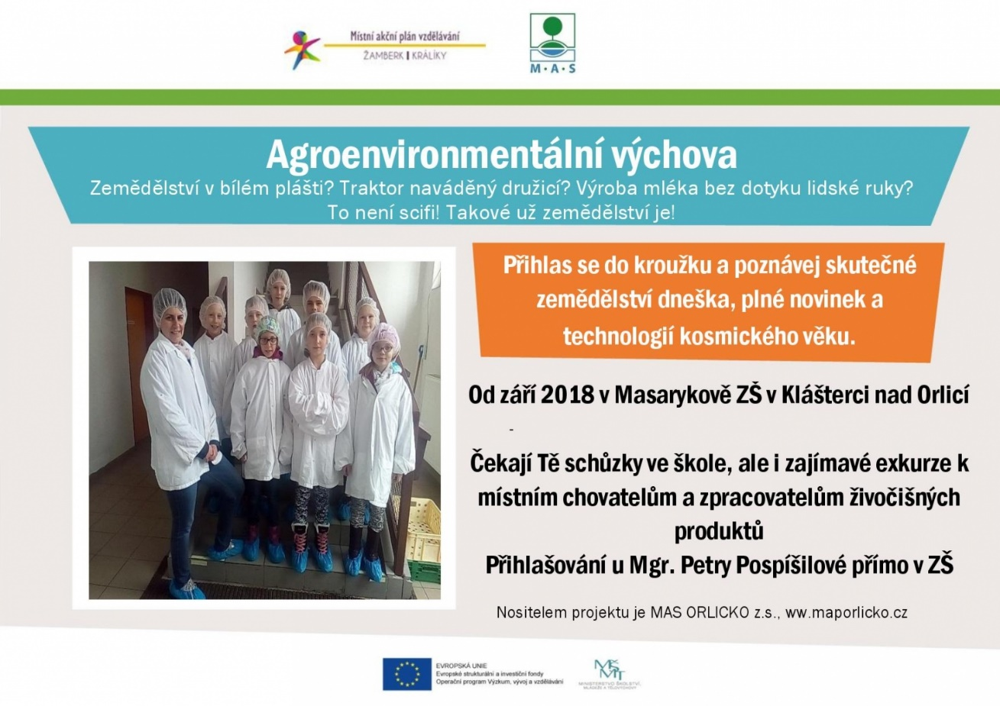 Místní akční plán vzdělávání
ŽAMBERK | KRÁLÍKY
M·A·S
Agroenvironmentální výchova
Zemědělství v bílém plášti? Traktor naváděný družicí? Výroba mléka bez dotyku lidské ruky?
To není scifi! Takové už zemědělství je!
Přihlas se do kroužku a poznávej skutečné
zemědělství dneška, plné novinek a
technologií kosmického věku.
Od září 2018 v Masarykově ZŠ v Klášterci nad Orlicí
-
Čekají Tě schůzky ve škole, ale i zajímavé exkurze k
místním chovatelům a zpracovatelům živočišných
produktů
Přihlašování u Mgr. Petry Pospíšilové přímo v ZŠ
Nositelem projektu je MAS ORLICKO z.s., ww.maporlicko.cz
EVROPSKÁ UNIE
Evropské strukturální a investiční fondy
Operační program Výzkum, vývoj a vzdělávání
MŠMT
MINISTERSTVO ŠKOLSTVÍ,
MLÁDEŽE A TĚLOVÝCHOVY